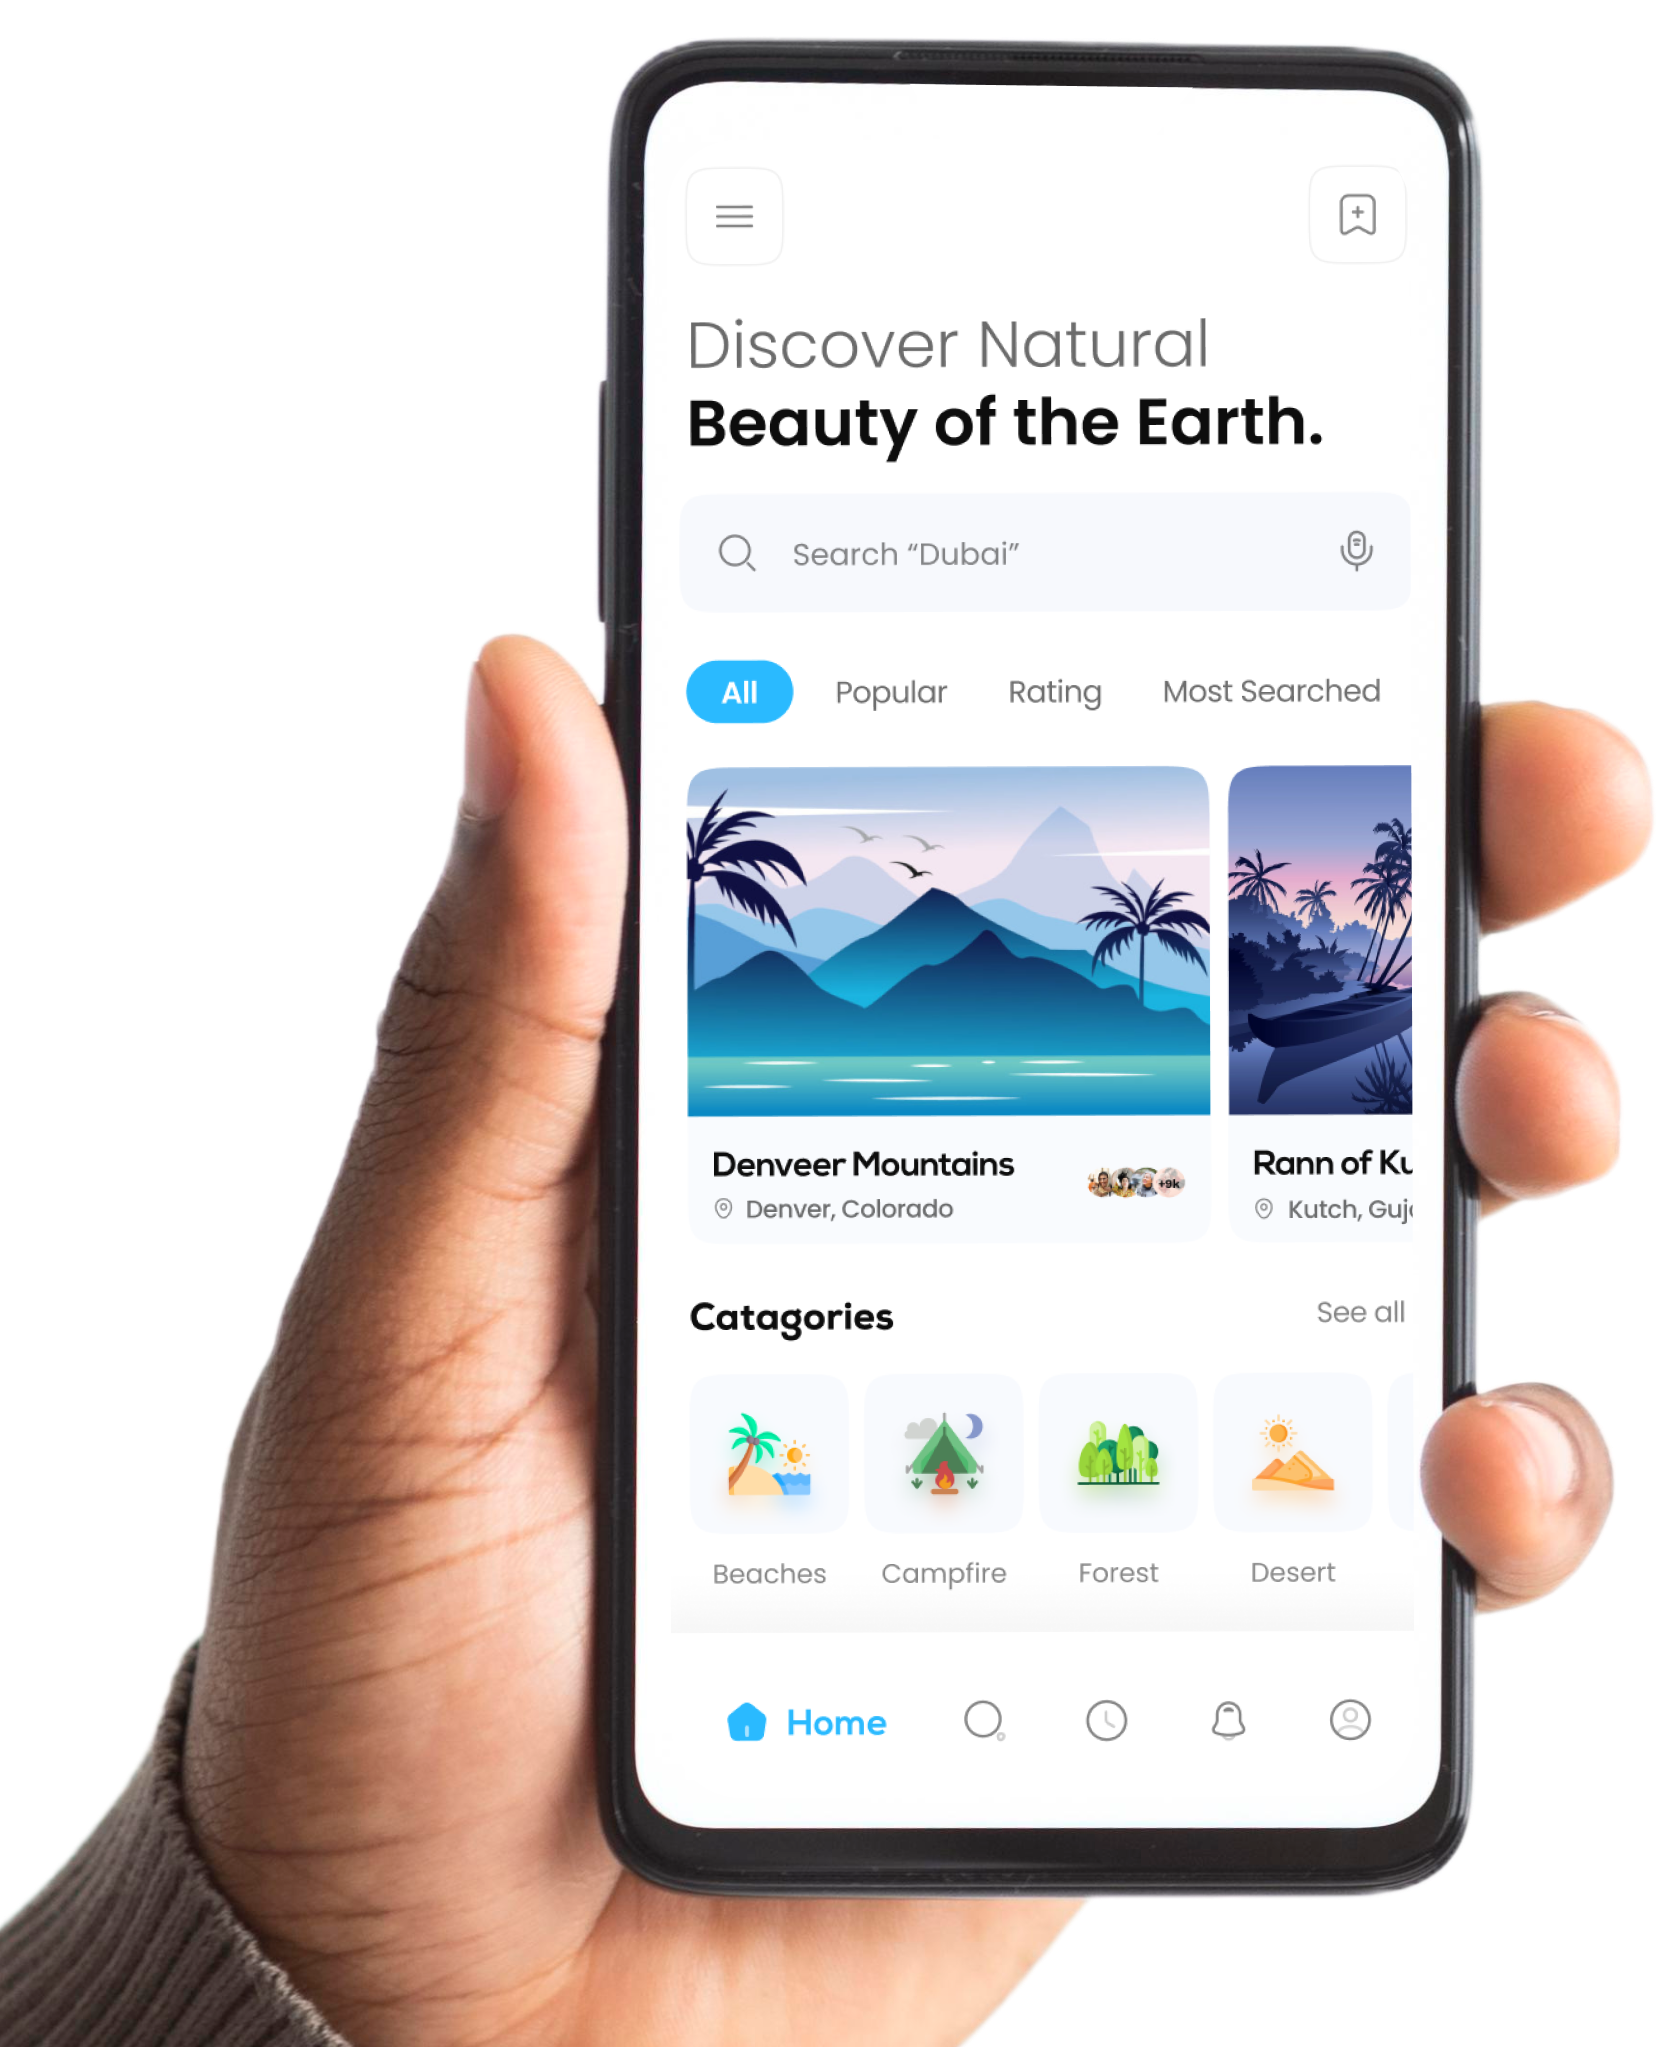 Discover Natural
Beauty of the Earth.
Search “Dubai”
All Popular Rating Most Searched
Denveer Mountains
Denver, Colorado
+9k
Rann of Ku
Kutch, Guj
Catagories
See all
Beaches Campfire Forest Desert
Home